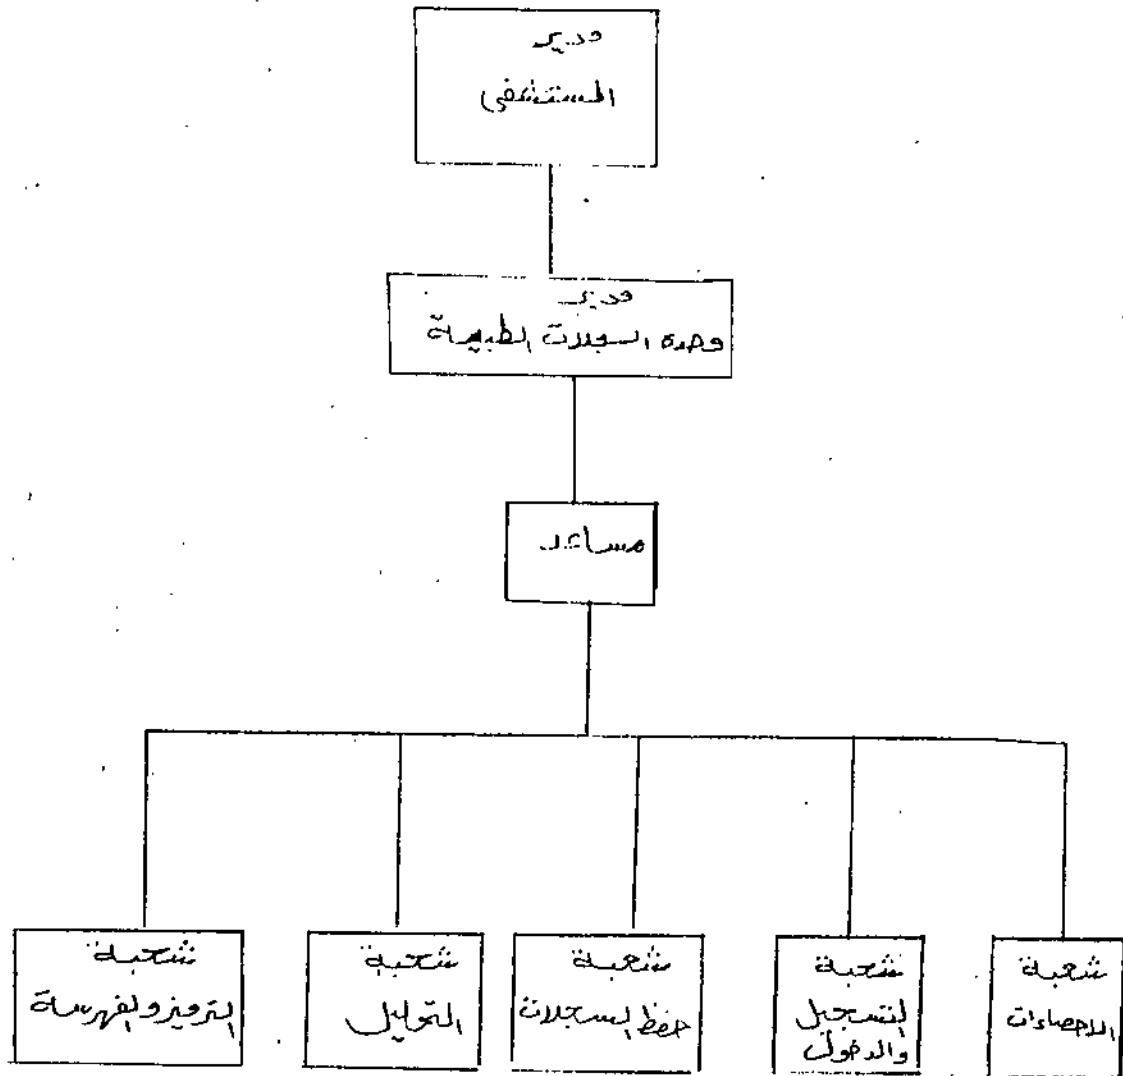 مدير
المستشفى
مدير
وحدة السجلات الطبية
مساعد
شعبة
الاحصاءات
شعبة
التسجيل
والدخول
شعبة
حفظ السجلات
شعبة
التحليل
شعبة
الترميز والفهرسة